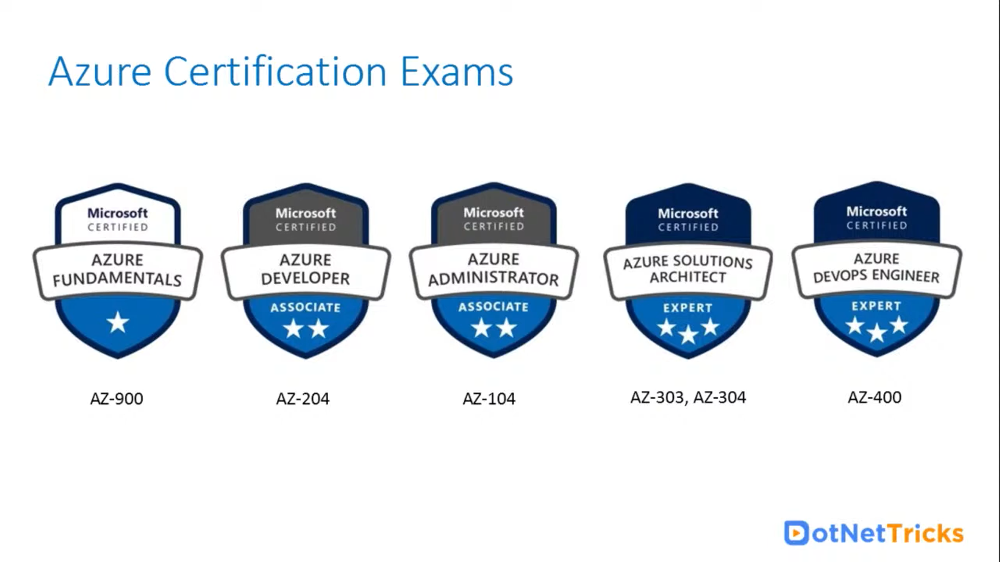 Azure Certification Exams
Microsoft
CERTIFIED
AZURE
FUNDAMENTALS
AZ-900
Microsoft
CERTIFIED
AZURE
DEVELOPER
ASSOCIATE
AZ-204
Microsoft
CERTIFIED
AZURE
ADMINISTRATOR
ASSOCIATE
AZ-104
Microsoft
CERTIFIED
AZURE SOLUTIONS
ARCHITECT
EXPERT
AZ-303, AZ-304
Microsoft
CERTIFIED
AZURE
DEVOPS ENGINEER
EXPERT
AZ-400
DotNetTricks